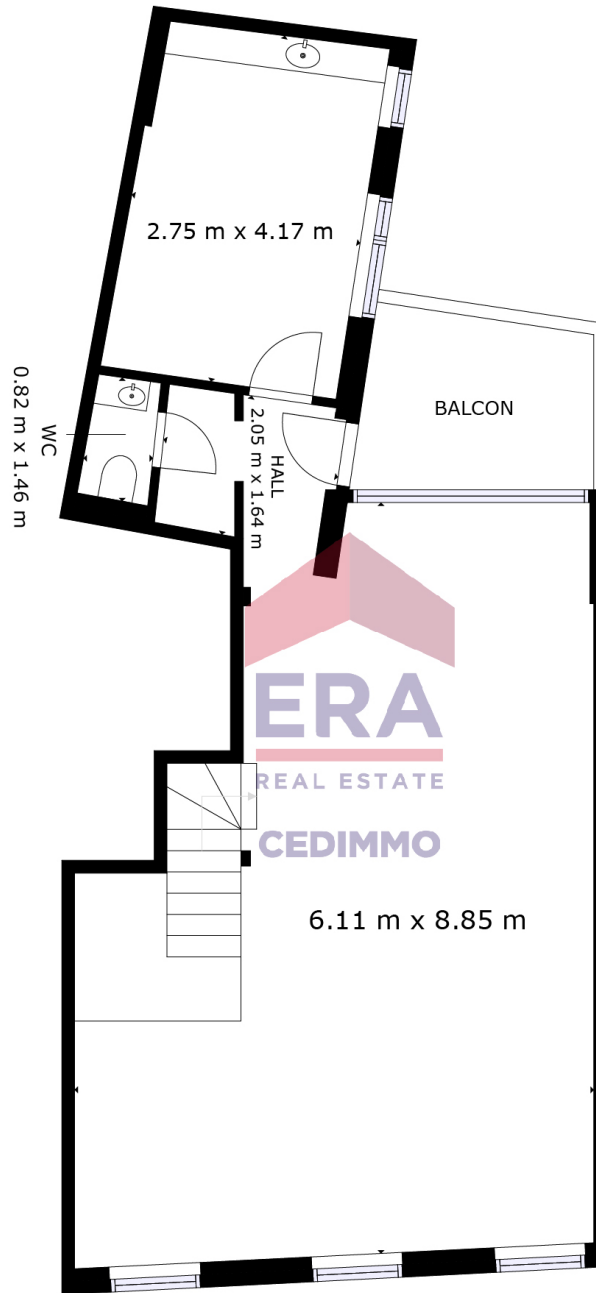 2.75 m x 4.17 m
BALCON
WC
0.82 m x 1.46 m
HALL
2.05 m x 1.64 m
ERA
REAL ESTATE
CEDIMMO
6.11 m x 8.85 m